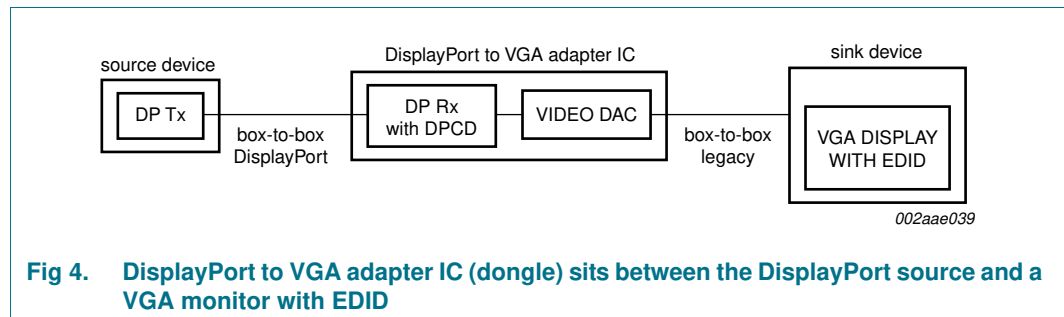 DisplayPort to VGA adapter IC
sink device
source device
DP Tx
DP Rx
with DPCD
VIDEO DAC
box-to-box
DisplayPort
box-to-box
legacy
VGA DISPLAY
WITH EDID
002aae039
Fig 4. DisplayPort to VGA adapter IC (dongle) sits between the DisplayPort source and a
VGA monitor with EDID